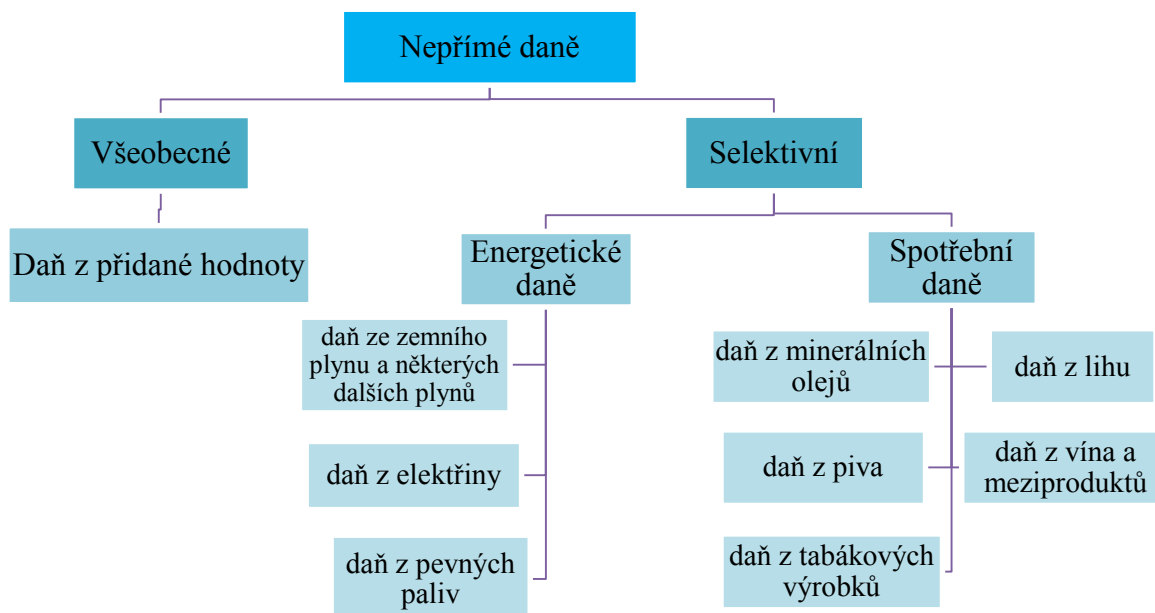 Nepřímé daně
Všeobecné
Selektivní
Daň z přidané hodnoty
Energetické
daně
Spotřební
daně
daň ze zemního
plynu a některých
dalších plynů
daň z elektřiny
daň z pevných
paliv
daň z minerálních
olejů
daň z lihu
daň z piva
daň z vína a
meziproduktů
daň z tabákových
výrobků